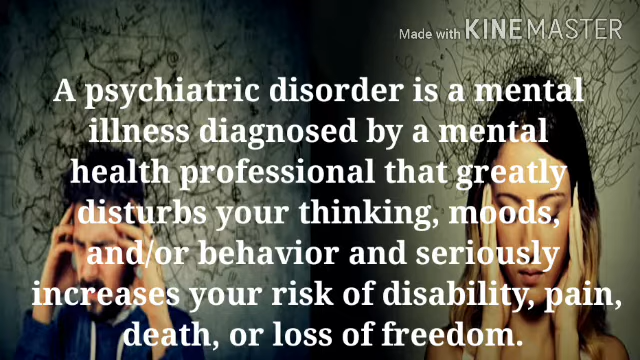 Made with KINEMASTER
A psychiatric disorder is a mental
illness diagnosed by a mental
health professional that greatly
disturbs your thinking, moods,
and/or behavior and seriously
increases your risk of disability, pain,
death, or loss of freedom.